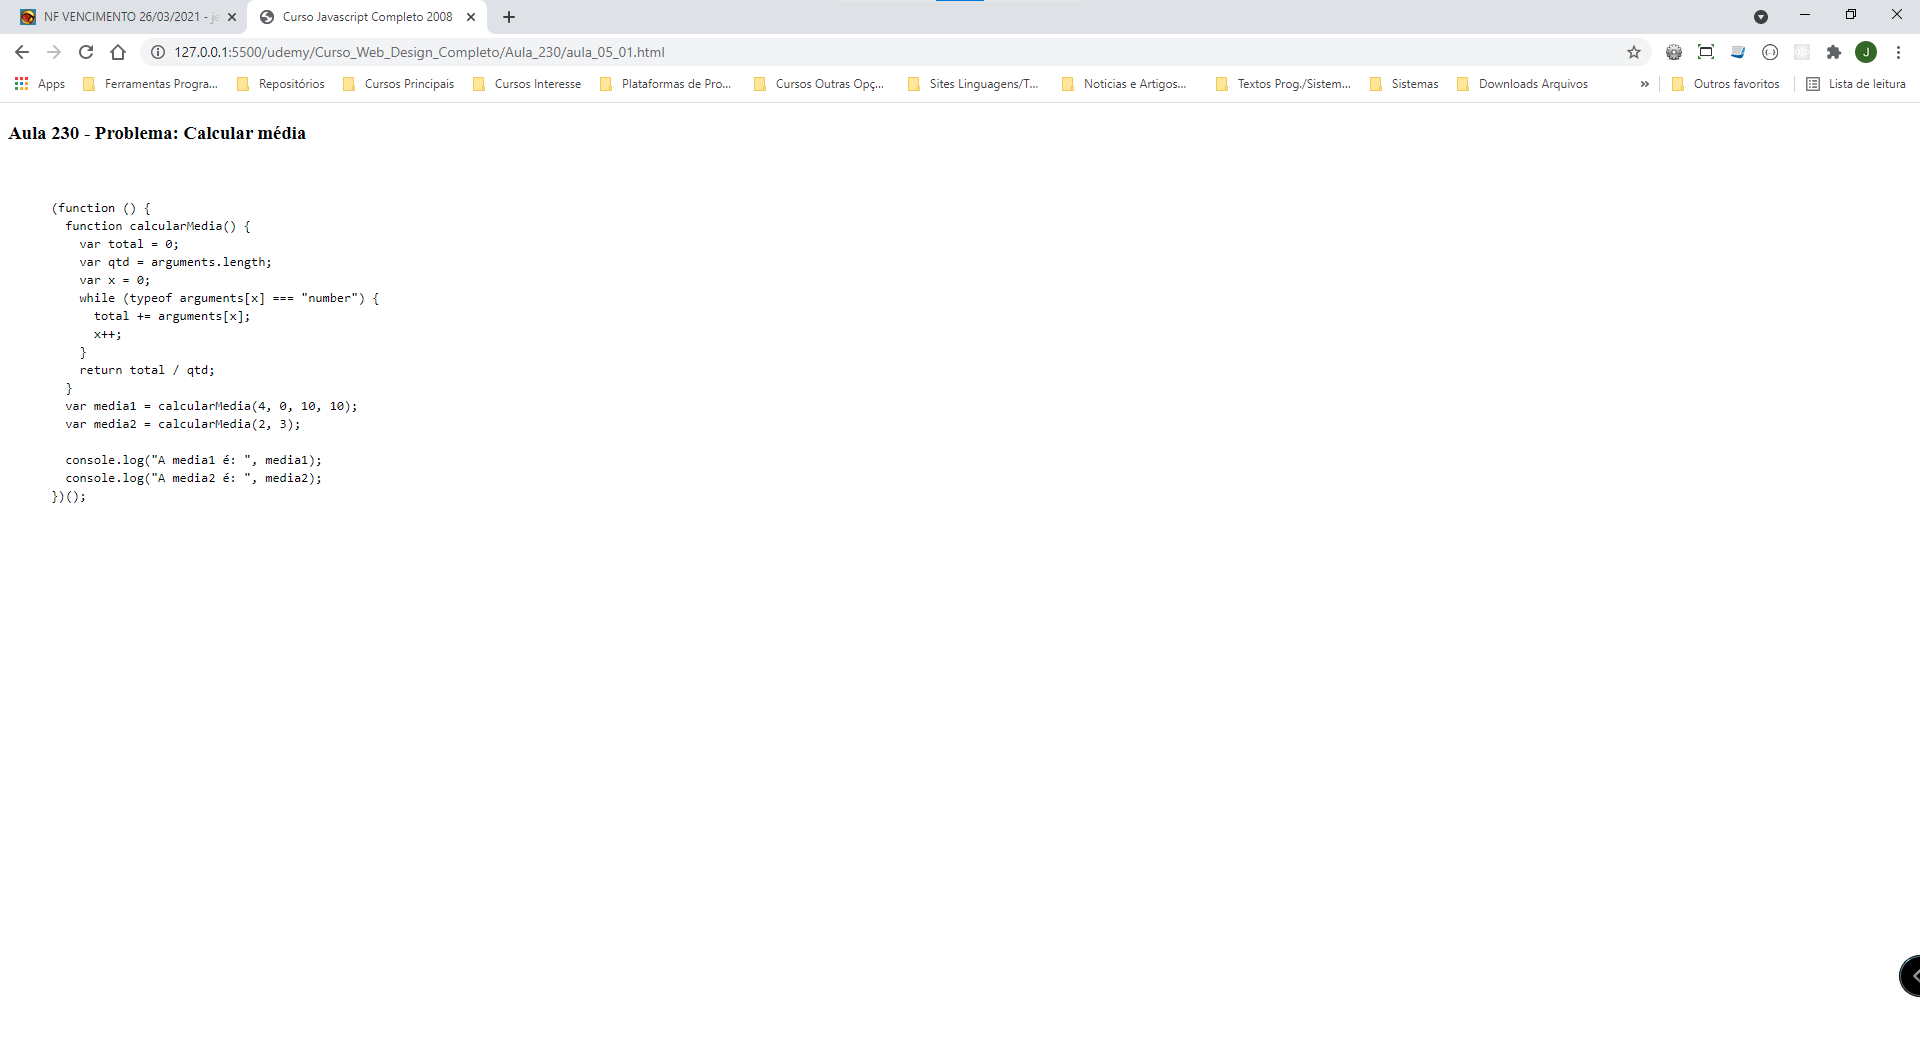 NF VENCIMENTO 26/03/2021 - je
Curso Javascript Completo 2008
127.0.0.1:5500/udemy/Curso_Web_Design_Completo/Aula_230/aula_05_01.html
J
Apps
Ferramentas Progra...
Repositórios
Cursos Principais
Cursos Interesse
Plataformas de Pro...
Cursos Outras Opç...
Sites Linguagens/T...
Noticias e Artigos...
Textos Prog./Sistem...
Sistemas
Downloads Arquivos
»
Outros favoritos
Lista de leitura
Aula 230 - Problema: Calcular média
(function () {
function calcularMedia() {
var total = 0;
var qtd = arguments.length;
var x = 0;
while (typeof arguments[x] === "number") {
total += arguments[x];
x++;
}
return total / qtd;
}
var media1 = calcularMedia(4, 0, 10, 10);
var media2 = calcularMedia(2, 3);
console.log("A media1 é: ", media1);
console.log("A media2 é: ", media2);
})();